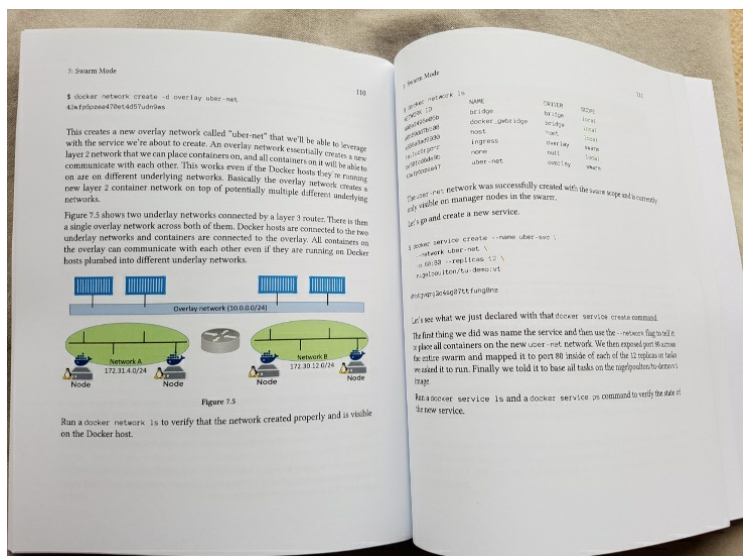 7: Swarm Mode
110
$ docker network create -d overlay uber-net
This creates a new overlay network called "uber-net" that we'll be able to leverage
with the service we're about to create. An overlay network essentially creates a new
layer 2 network that we can place containers on, and all containers on it will be able to
communicate with each other. This works even if the Docker hosts they're running
on are on different underlying networks. Basically the overlay network creates a
new layer 2 container network on top of potentially multiple different underlying
networks.
Figure 7.5 shows two underlay networks connected by a layer 3 router. There is then
a single overlay network across both of them. Docker hosts are connected to the two
underlay networks and containers are connected to the overlay. All containers on
the overlay can communicate with each other even if they are running on Docker
hosts plumbed into different underlay networks.
Overlay network (10.0.0.0/24)
Network A
172.31.4.0/24
Network B
172.30.12.0/24
Node
Node
Node
Node
Figure 7.5
Run a docker network ls to verify that the network created properly and is visible
on the Docker host.
7: Swarm Mode
111
$ docker network ls
NETWORK ID NAME DRIVER SCOPE
bridge bridge local
docker_gwbridge bridge local
host host local
ingress overlay swarm
none null local
uber-net overlay swarm
The uber-net network was successfully created with the swarm scope and is currently
only visible on manager nodes in the swarm.
Let's go and create a new service.
$ docker service create --name uber-svc \
--network uber-net \
-p 80:80 --replicas 12 \
nigelpoulton/tu-demo:v1
Let's see what we just declared with that docker service create command.
The first thing we did was name the service and then use the --network flag to tell it
to place all containers on the new uber-net network. We then exposed port 80 across
the entire swarm and mapped it to port 80 inside of each of the 12 replicas or tasks
we asked it to run. Finally we told it to base all tasks on the nigelpoulton/tu-demo:v1
image.
Run a docker service ls and a docker service ps command to verify the state of
the new service.